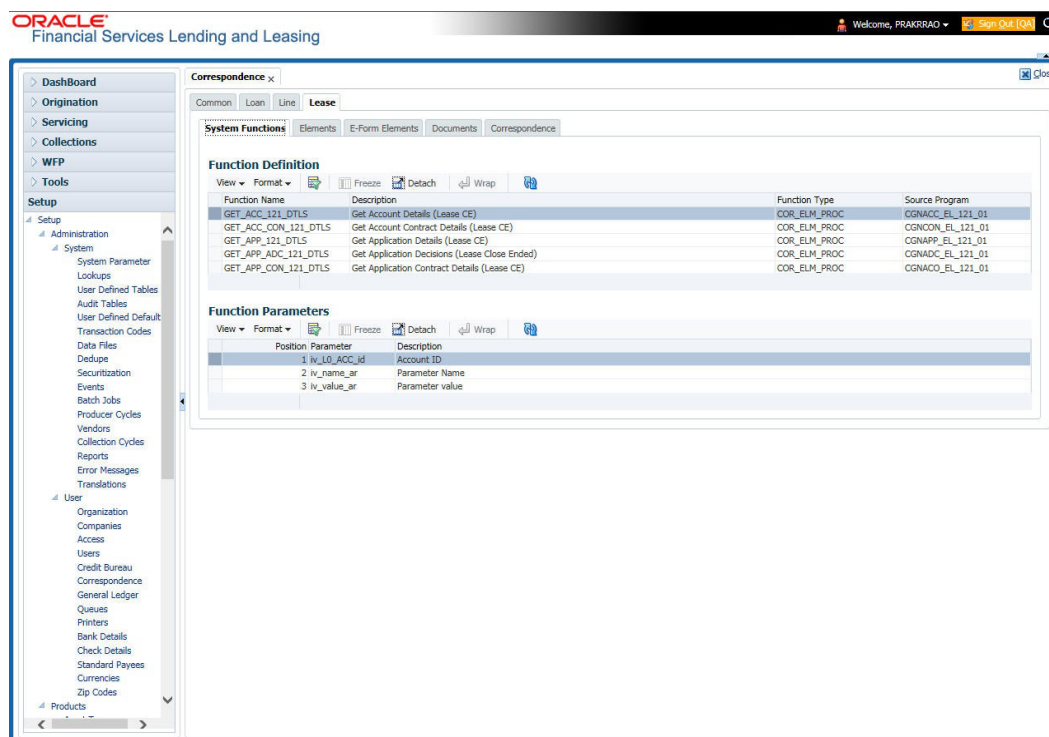 ORACLE
Financial Services Lending and Leasing
Welcome, PRAKRRAO
Sign Out [QA]
DashBoard
Origination
Servicing
Collections
WFP
Tools
Setup
Setup
Administration
System
System Parameter
Lookups
User Defined Tables
Audit Tables
User Defined Default
Transaction Codes
Data Files
Dedupe
Securitization
Events
Batch Jobs
Producer Cycles
Vendors
Collection Cycles
Reports
Error Messages
Translations
User
Organization
Companies
Access
Users
Credit Bureau
Correspondence
General Ledger
Queues
Printers
Bank Details
Check Details
Standard Payees
Currencies
Zip Codes
Products
Correspondence
Clos
Common Loan Line Lease
System Functions Elements E-Form Elements Documents Correspondence
Function Definition
View Format Freeze Detach Wrap
Function Name Description Function Type Source Program
GET_ACC_121_DTLS Get Account Details (Lease CE) COR_ELM_PROC CGNACC_EL_121_01
GET_ACC_CON_121_DTLS Get Account Contract Details (Lease CE) COR_ELM_PROC CGNCON_EL_121_01
GET_APP_121_DTLS Get Application Details (Lease CE) COR_ELM_PROC CGNAPP_EL_121_01
GET_APP_ADC_121_DTLS Get Application Decisions (Lease Close Ended) COR_ELM_PROC CGNADC_EL_121_01
GET_APP_CON_121_DTLS Get Application Contract Details (Lease CE) COR_ELM_PROC CGNACO_EL_121_01
Function Parameters
View Format Freeze Detach Wrap
Position Parameter Description
1 iv_L0_ACC_id Account ID
2 iv_name_ar Parameter Name
3 iv_value_ar Parameter value